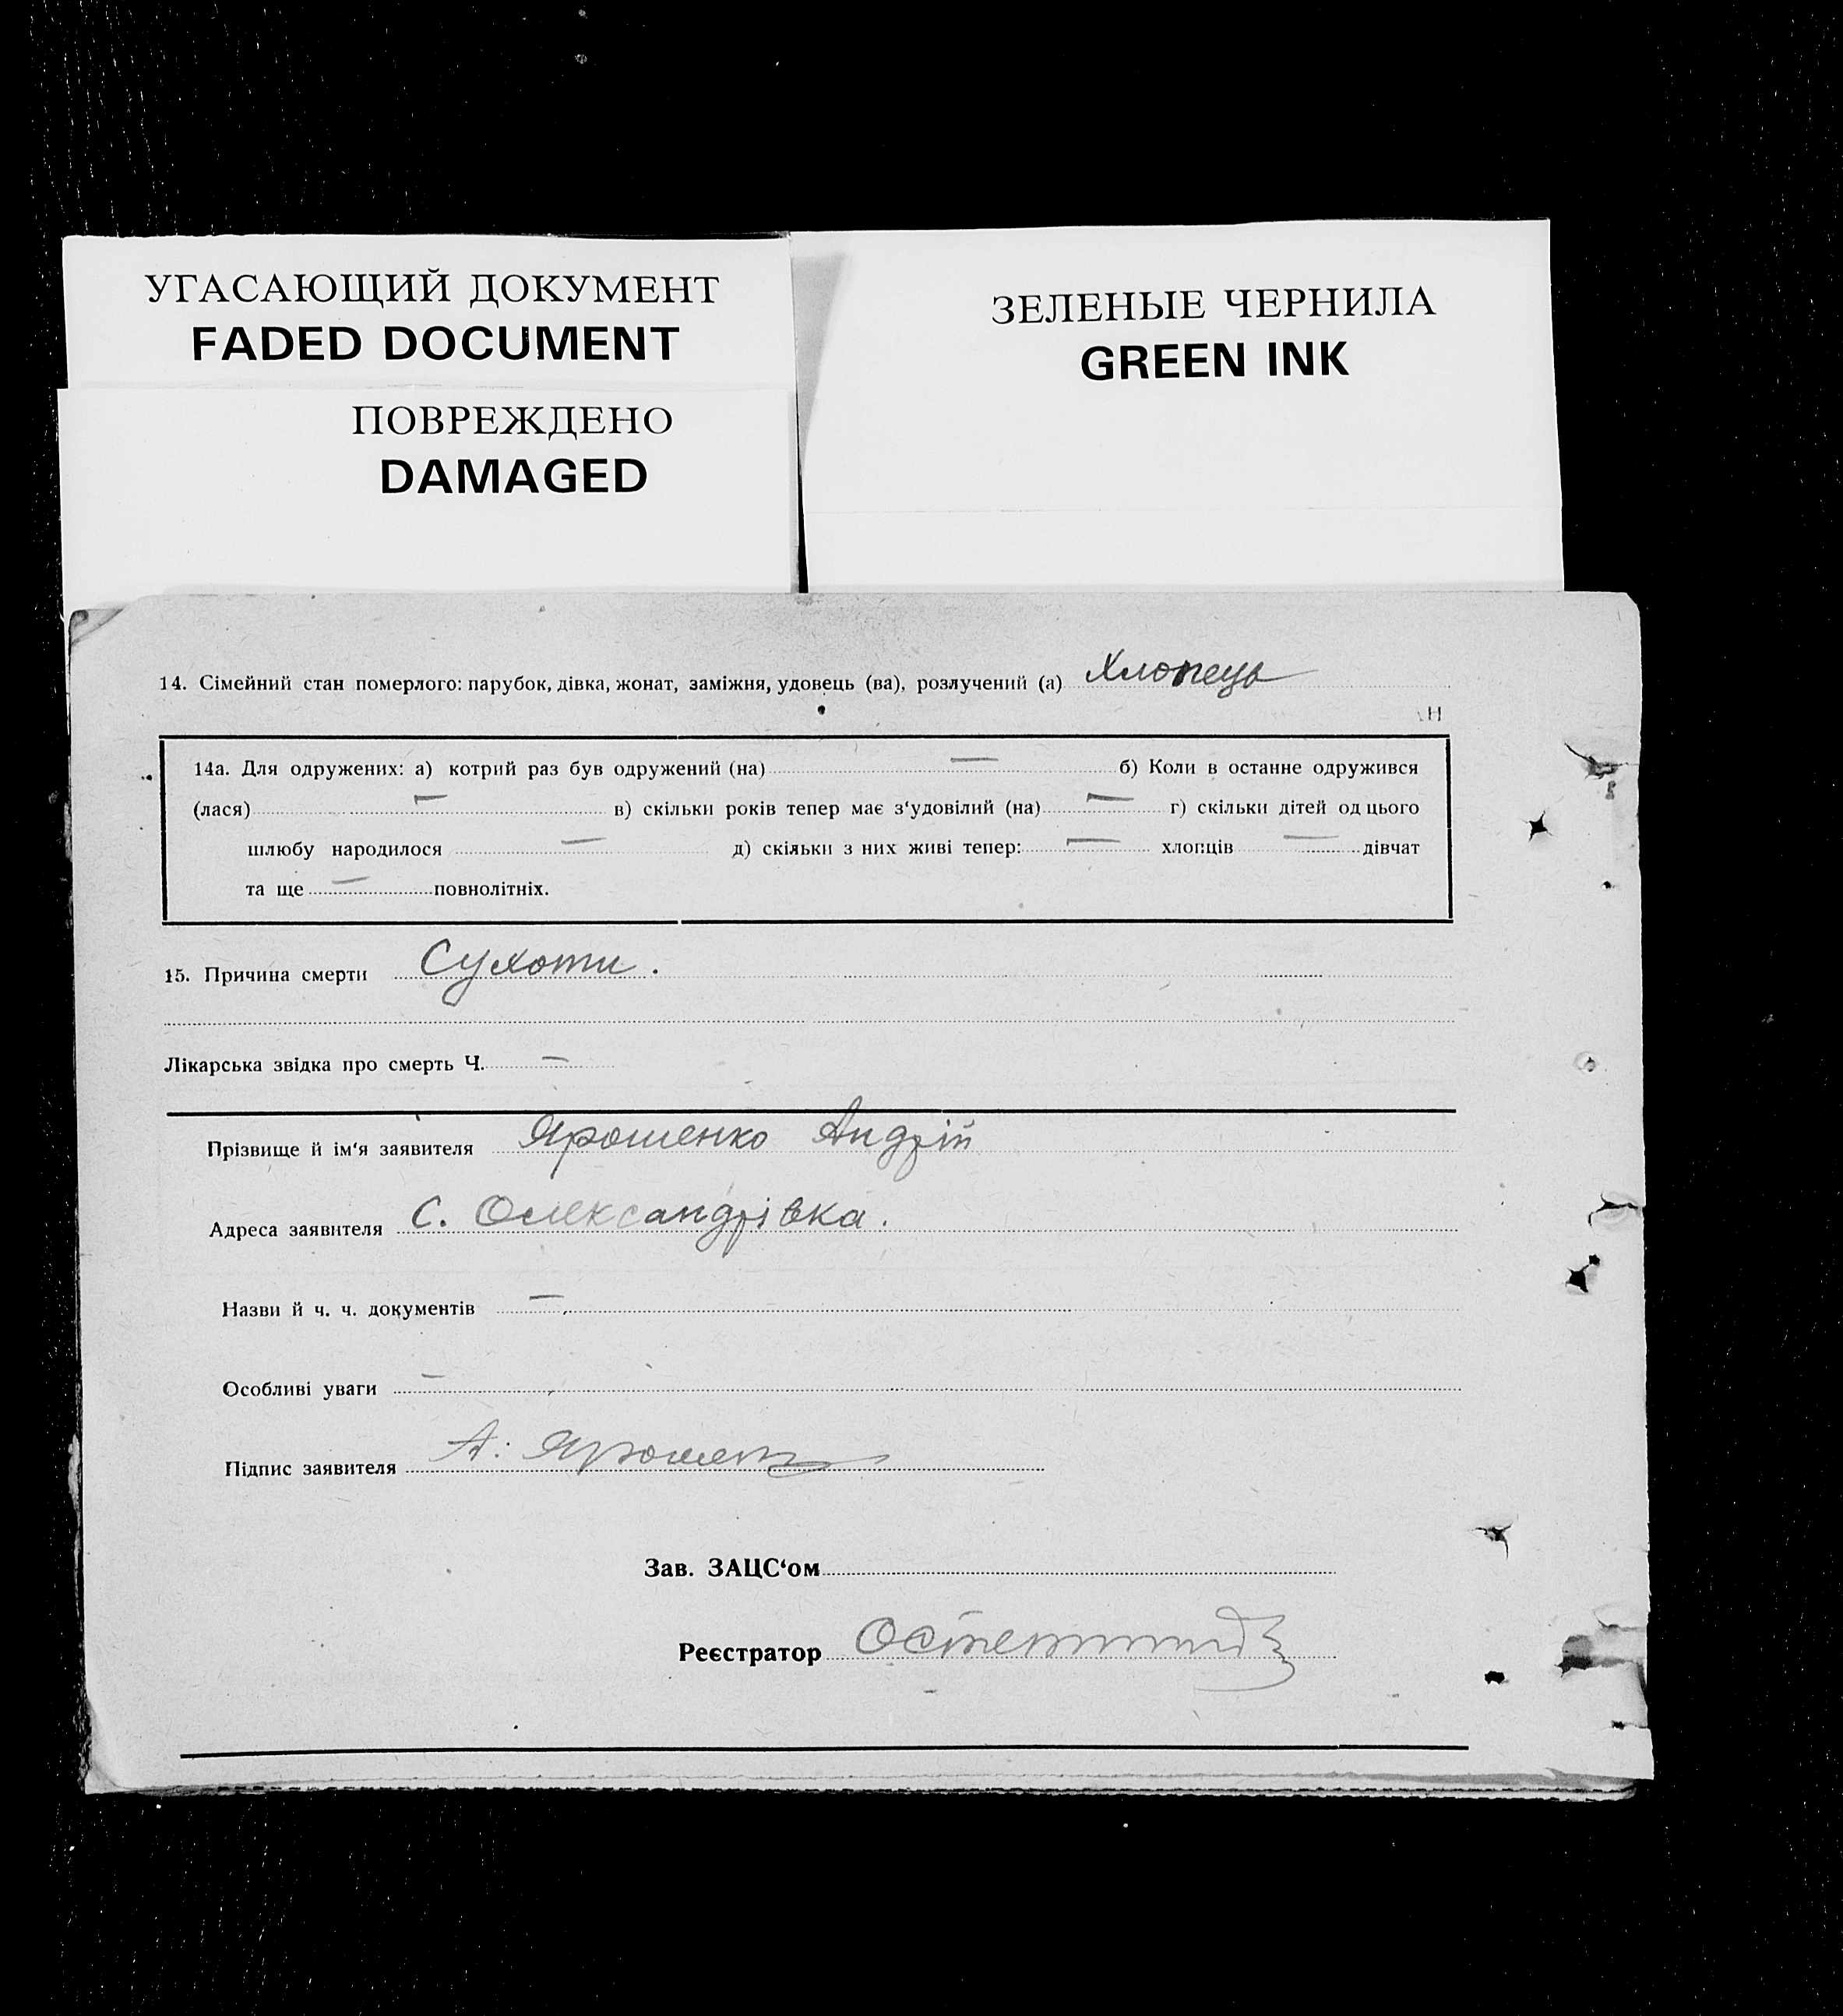 УГАСАЮЩИЙ ДОКУМЕНТ
FADED DOCUMENT
ПОВРЕЖДЕНО
DAMAGED
ЗЕЛЕНЫЕ ЧЕРНИЛА
GREEN INK
14. Сімейний стан померлого: парубок, дівка, жонат, заміжня, удовець (ва), розлучений (а) Хлопець
14а. Для одружених: а) котрий раз був одружений (на) — б) Коли в останнє одружився
(лася) — в) скільки років тепер має з‘удовілий (на) — г) скільки дітей од цього
шлюбу народилося — д) скільки з них живі тепер: — хлопців — дівчат
та ще — повнолітніх.
15. Причина смерти Сухоти.
Лікарська звідка про смерть Ч. —
Прізвище й ім‘я заявителя Ярошенко Андрій
Адреса заявителя С. Олександрівка.
Назви й ч. ч. документів —
Особливі уваги —
Підпис заявителя А.
Зав. ЗАЦС‘ом
Реєстратор